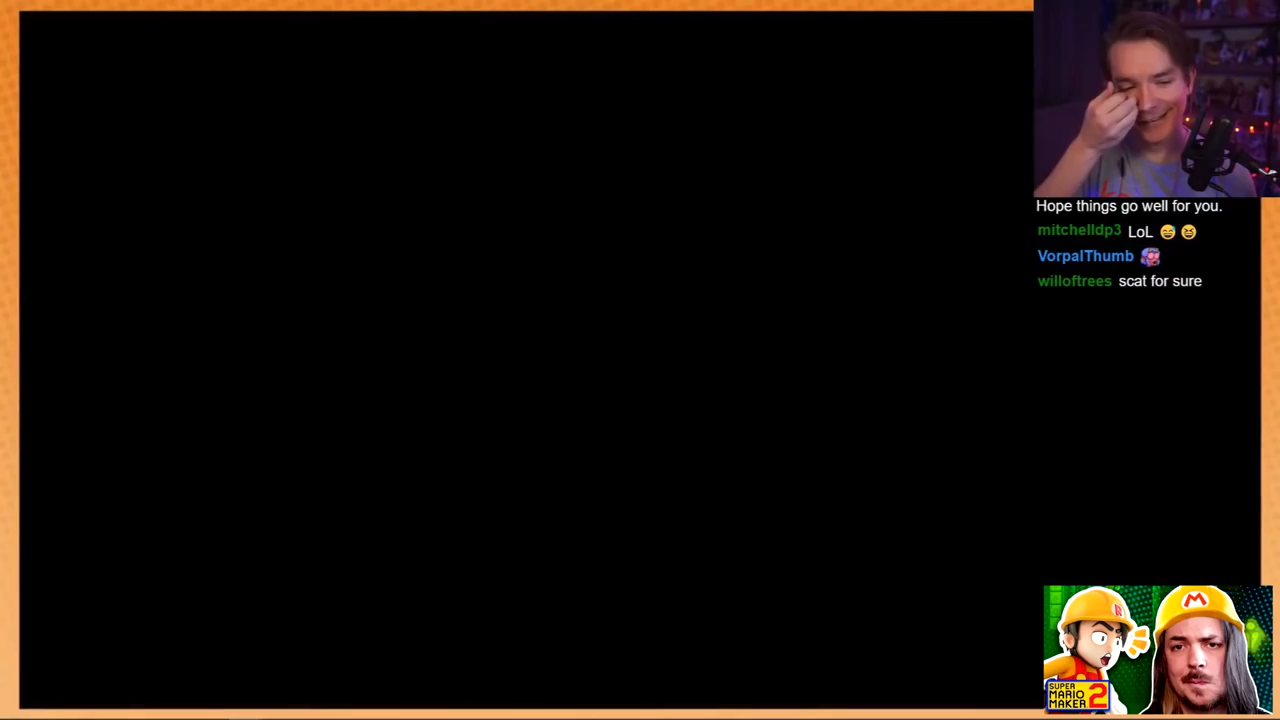 Hope things go well for you.
mitchelldp3 LoL 😅 😆
VorpalThumb
willoftrees scat for sure
M
SUPER
MARIO
MAKER 2